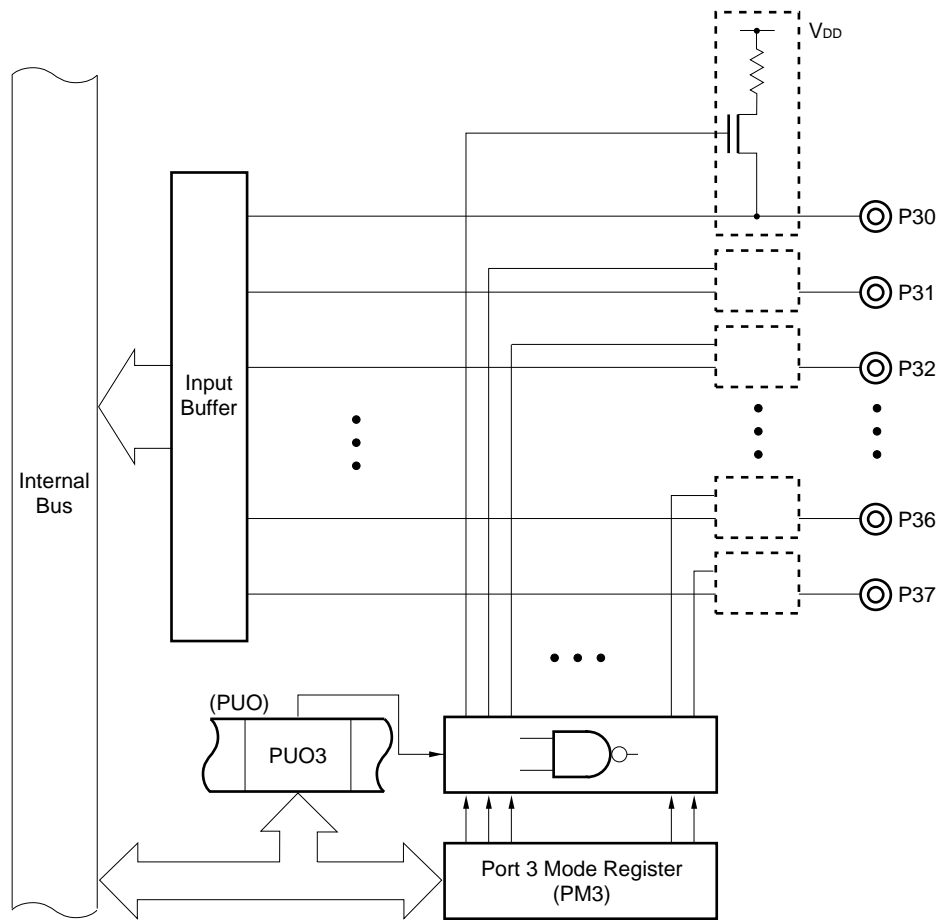 VDD
P30
P31
P32
Input
Buffer
Internal
Bus
P36
P37
(PUO)
PUO3
Port 3 Mode Register
(PM3)